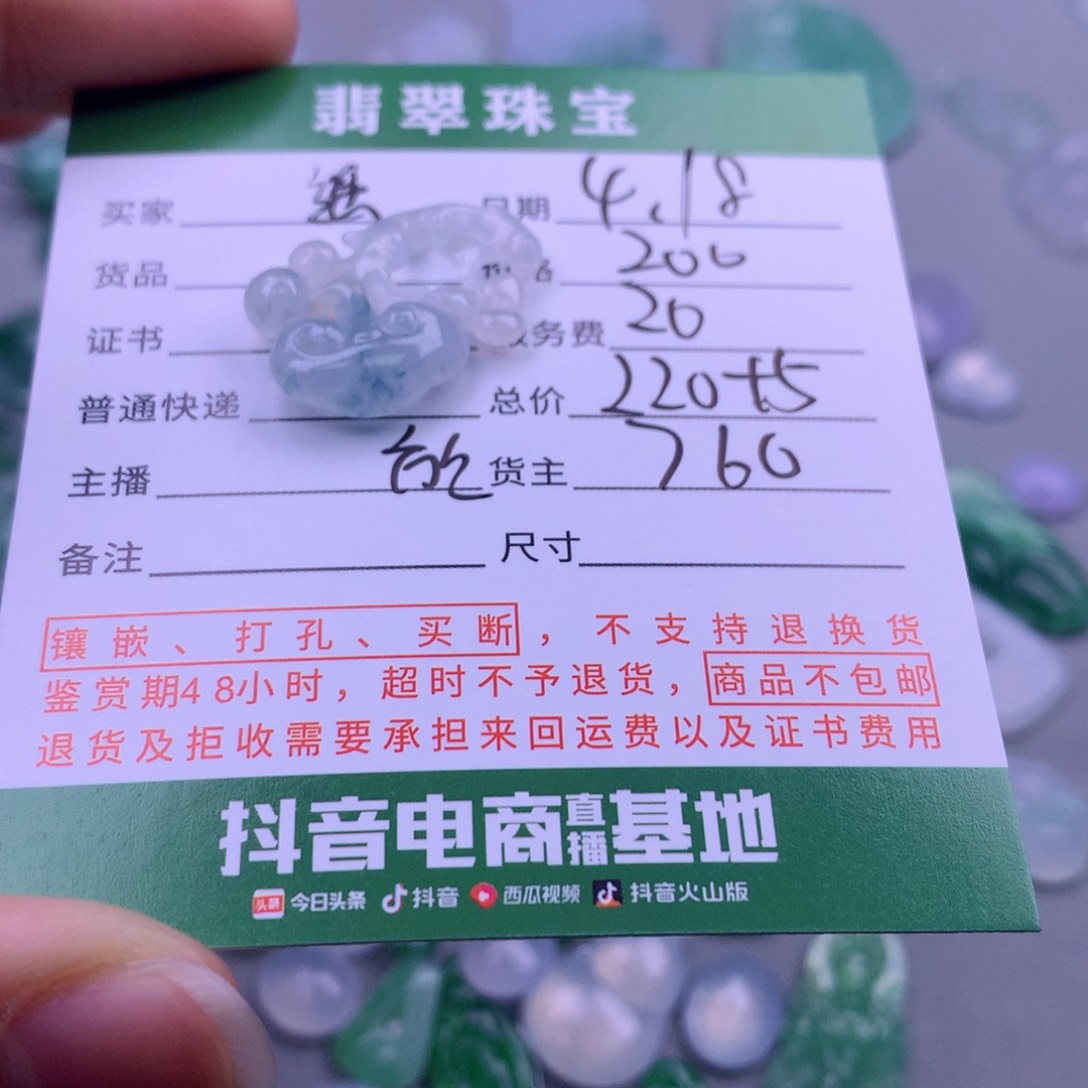 翡翠珠宝
买家 日期 4.18
货品 格 200
证书 务费 20
普通快递 总价 220+5
主播 货主 760
备注 尺寸
镶嵌、打孔、买断，不支持退换货
鉴赏期48小时，超时不予退货，商品不包邮
退货及拒收需要承担来回运费以及证书费用
抖音电商直播基地
头条 今日头条 抖音 西瓜视频 抖音火山版